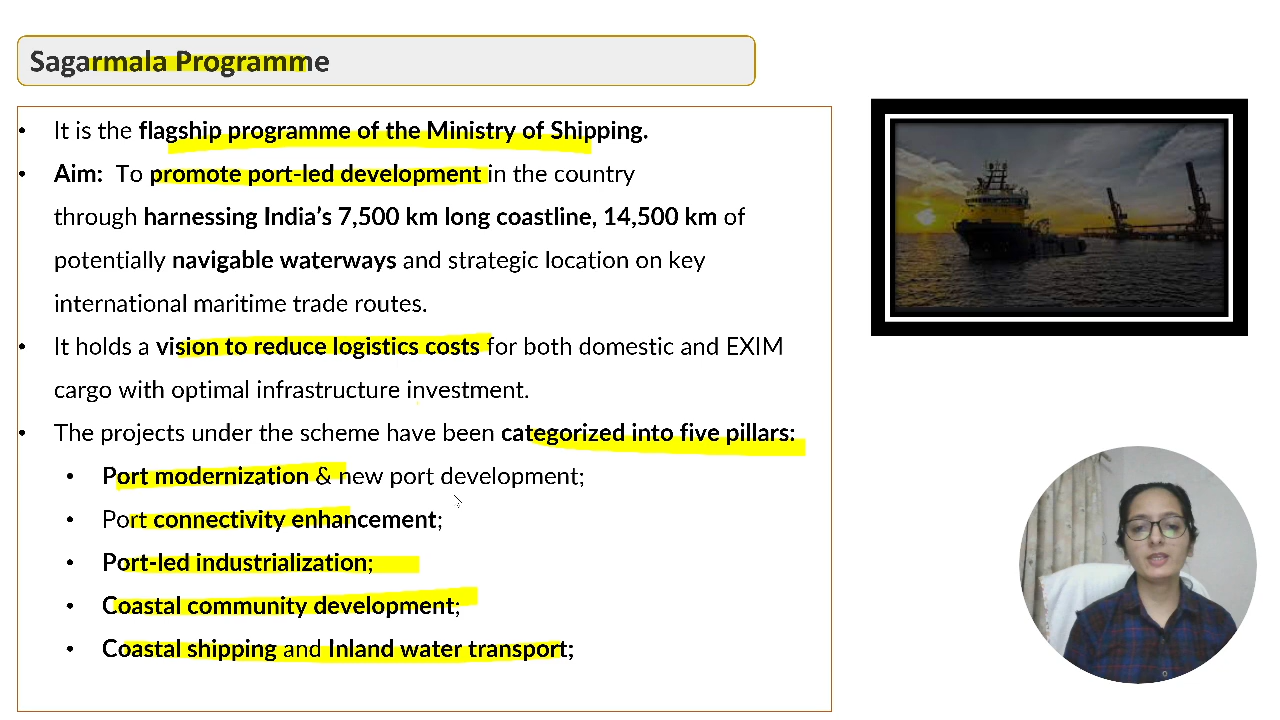 Sagarmala Programme
• It is the flagship programme of the Ministry of Shipping.
• Aim: To promote port-led development in the country
through harnessing India's 7,500 km long coastline, 14,500 km of
potentially navigable waterways and strategic location on key
international maritime trade routes.
• It holds a vision to reduce logistics costs for both domestic and EXIM
cargo with optimal infrastructure investment.
• The projects under the scheme have been categorized into five pillars:
• Port modernization & new port development;
• Port connectivity enhancement;
• Port-led industrialization;
• Coastal community development;
• Coastal shipping and Inland water transport;